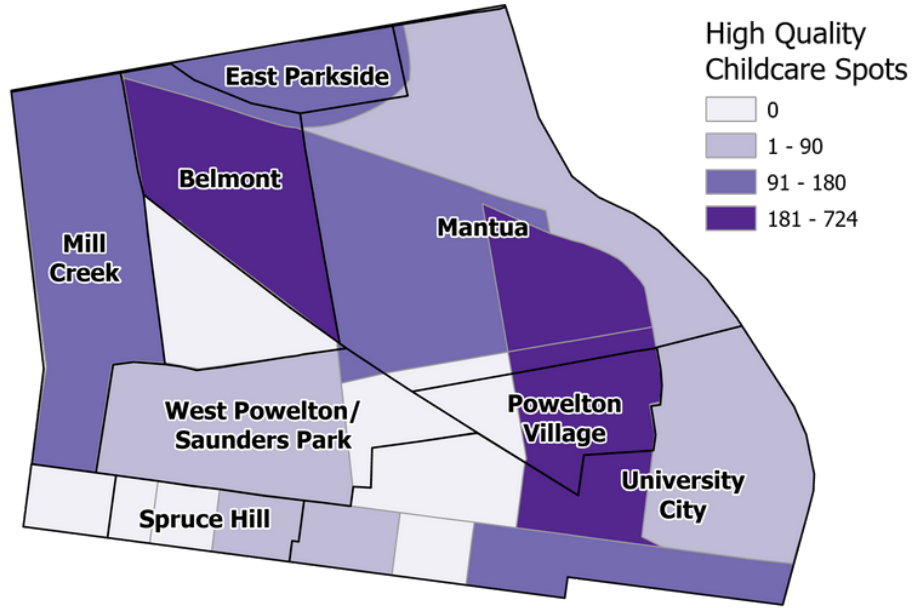 High Quality
Childcare Spots
0
1 - 90
91 - 180
181 - 724
East Parkside
Belmont
Mantua
Mill
Creek
West Powelton/
Saunders Park
Powelton
Village
University
City
Spruce Hill